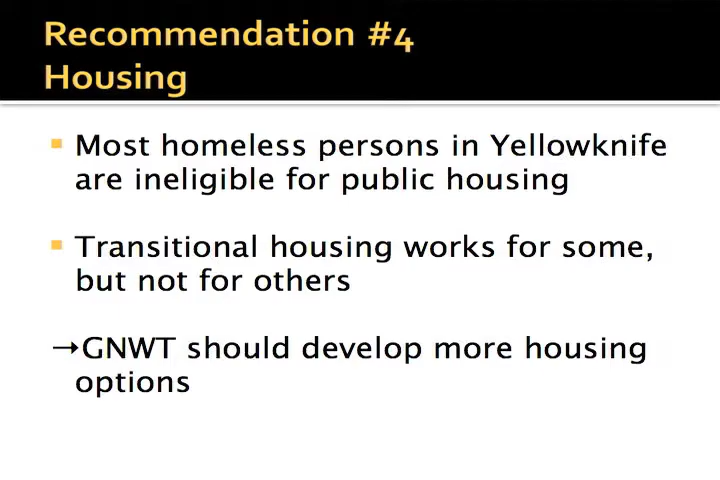 Recommendation #4
Housing
▪ Most homeless persons in Yellowknife
are ineligible for public housing
▪ Transitional housing works for some,
but not for others
→GNWT should develop more housing
options